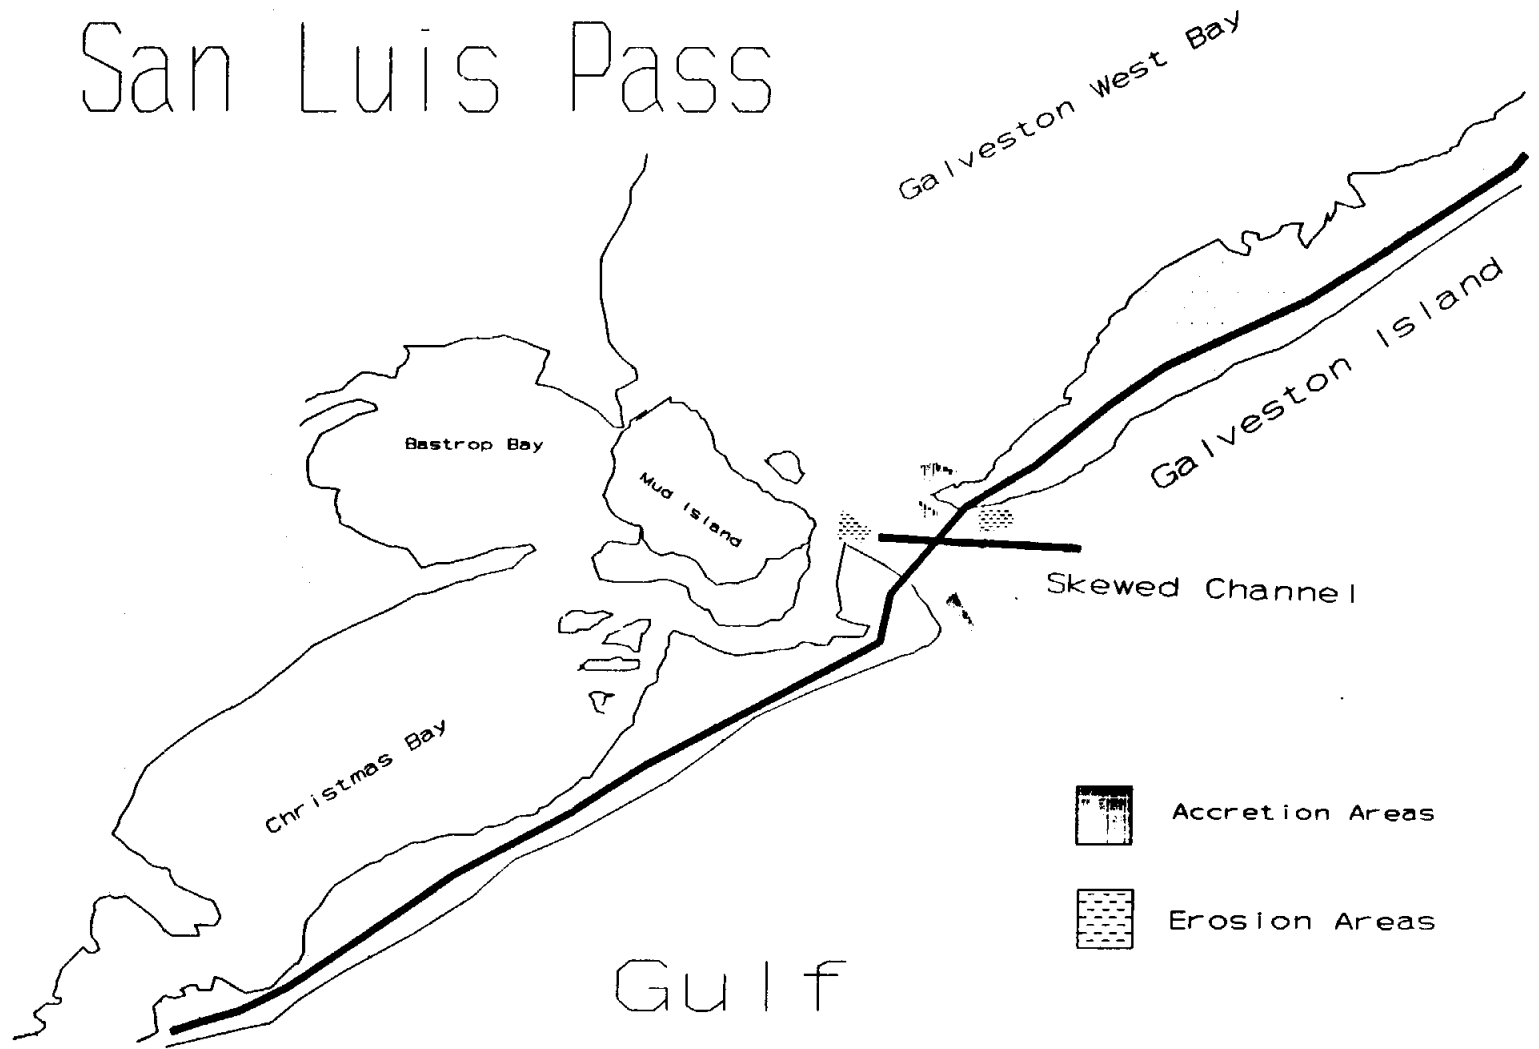 San Luis Pass
Galveston West Bay
Galveston Island
Bastrop Bay
Mud Island
Skewed Channel
Christmas Bay
Accretion Areas
Erosion Areas
Gulf